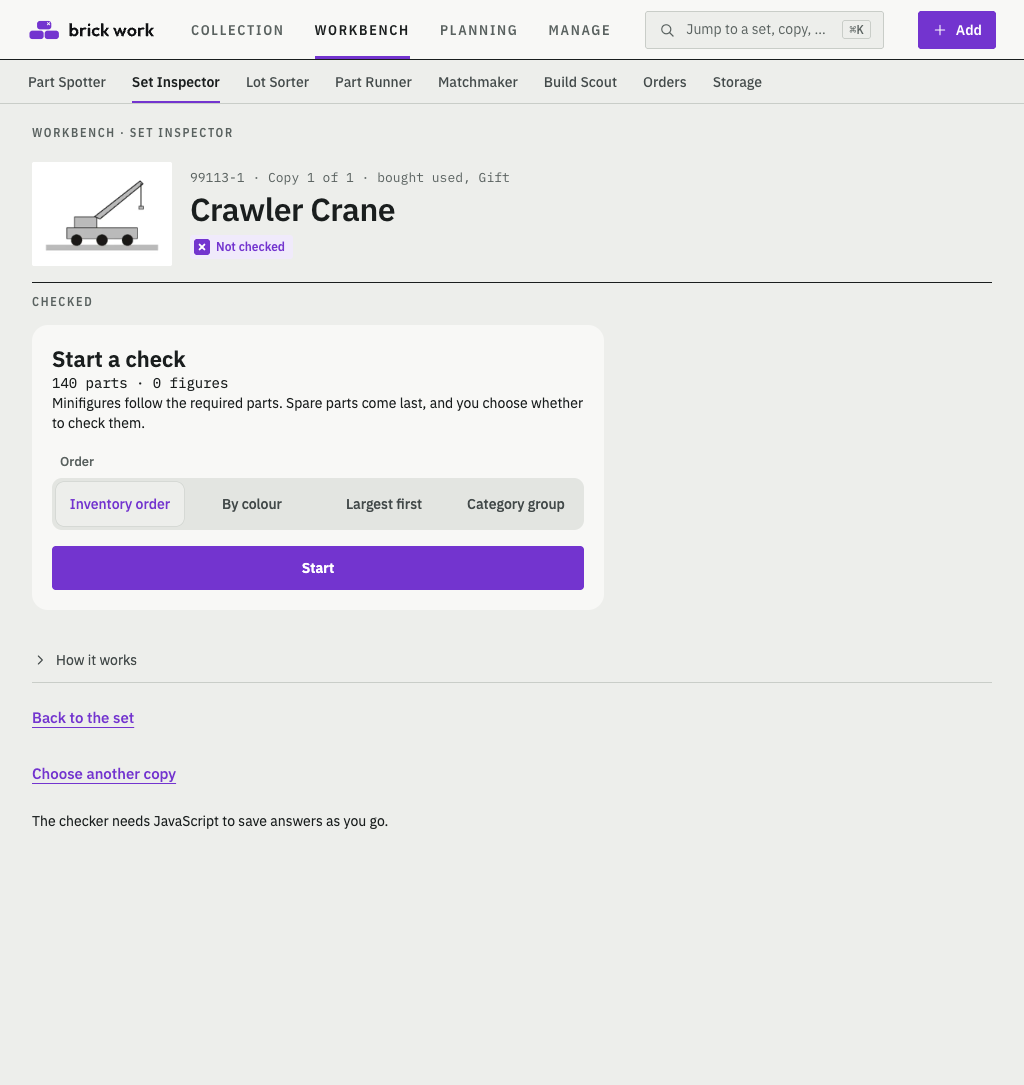 brick work
COLLECTION
WORKBENCH
PLANNING
MANAGE
Jump to a set, copy, ...
⌘K
Add
Part Spotter
Set Inspector
Lot Sorter
Part Runner
Matchmaker
Build Scout
Orders
Storage
WORKBENCH · SET INSPECTOR
99113-1 · Copy 1 of 1 · bought used, Gift
Crawler Crane
Not checked
CHECKED
Start a check
140 parts · 0 figures
Minifigures follow the required parts. Spare parts come last, and you choose whether
to check them.
Order
Inventory order
By colour
Largest first
Category group
Start
How it works
Back to the set
Choose another copy
The checker needs JavaScript to save answers as you go.